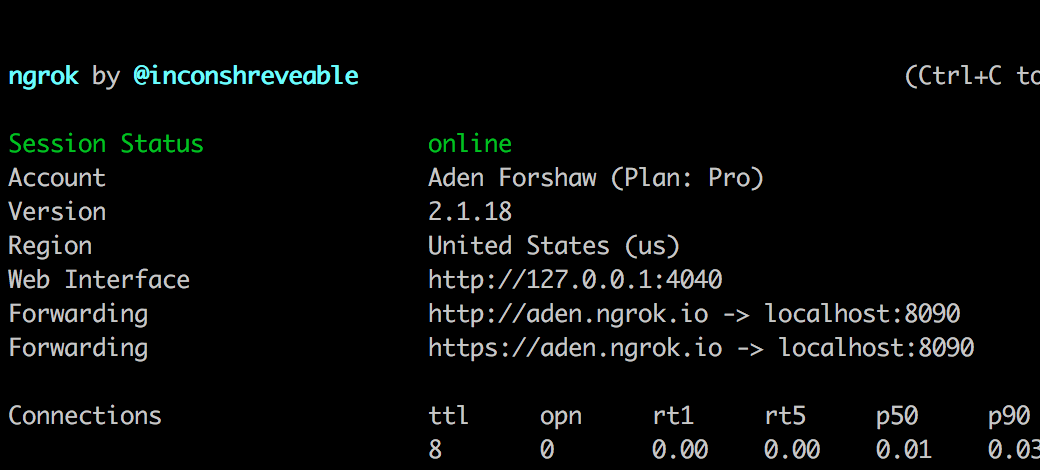 ngrok by @inconshreveable (Ctrl+C to
Session Status online
Account Aden Forshaw (Plan: Pro)
Version 2.1.18
Region United States (us)
Web Interface http://127.0.0.1:4040
Forwarding http://aden.ngrok.io -> localhost:8090
Forwarding https://aden.ngrok.io -> localhost:8090
Connections ttl opn rt1 rt5 p50 p90
8 0 0.00 0.00 0.01 0.03